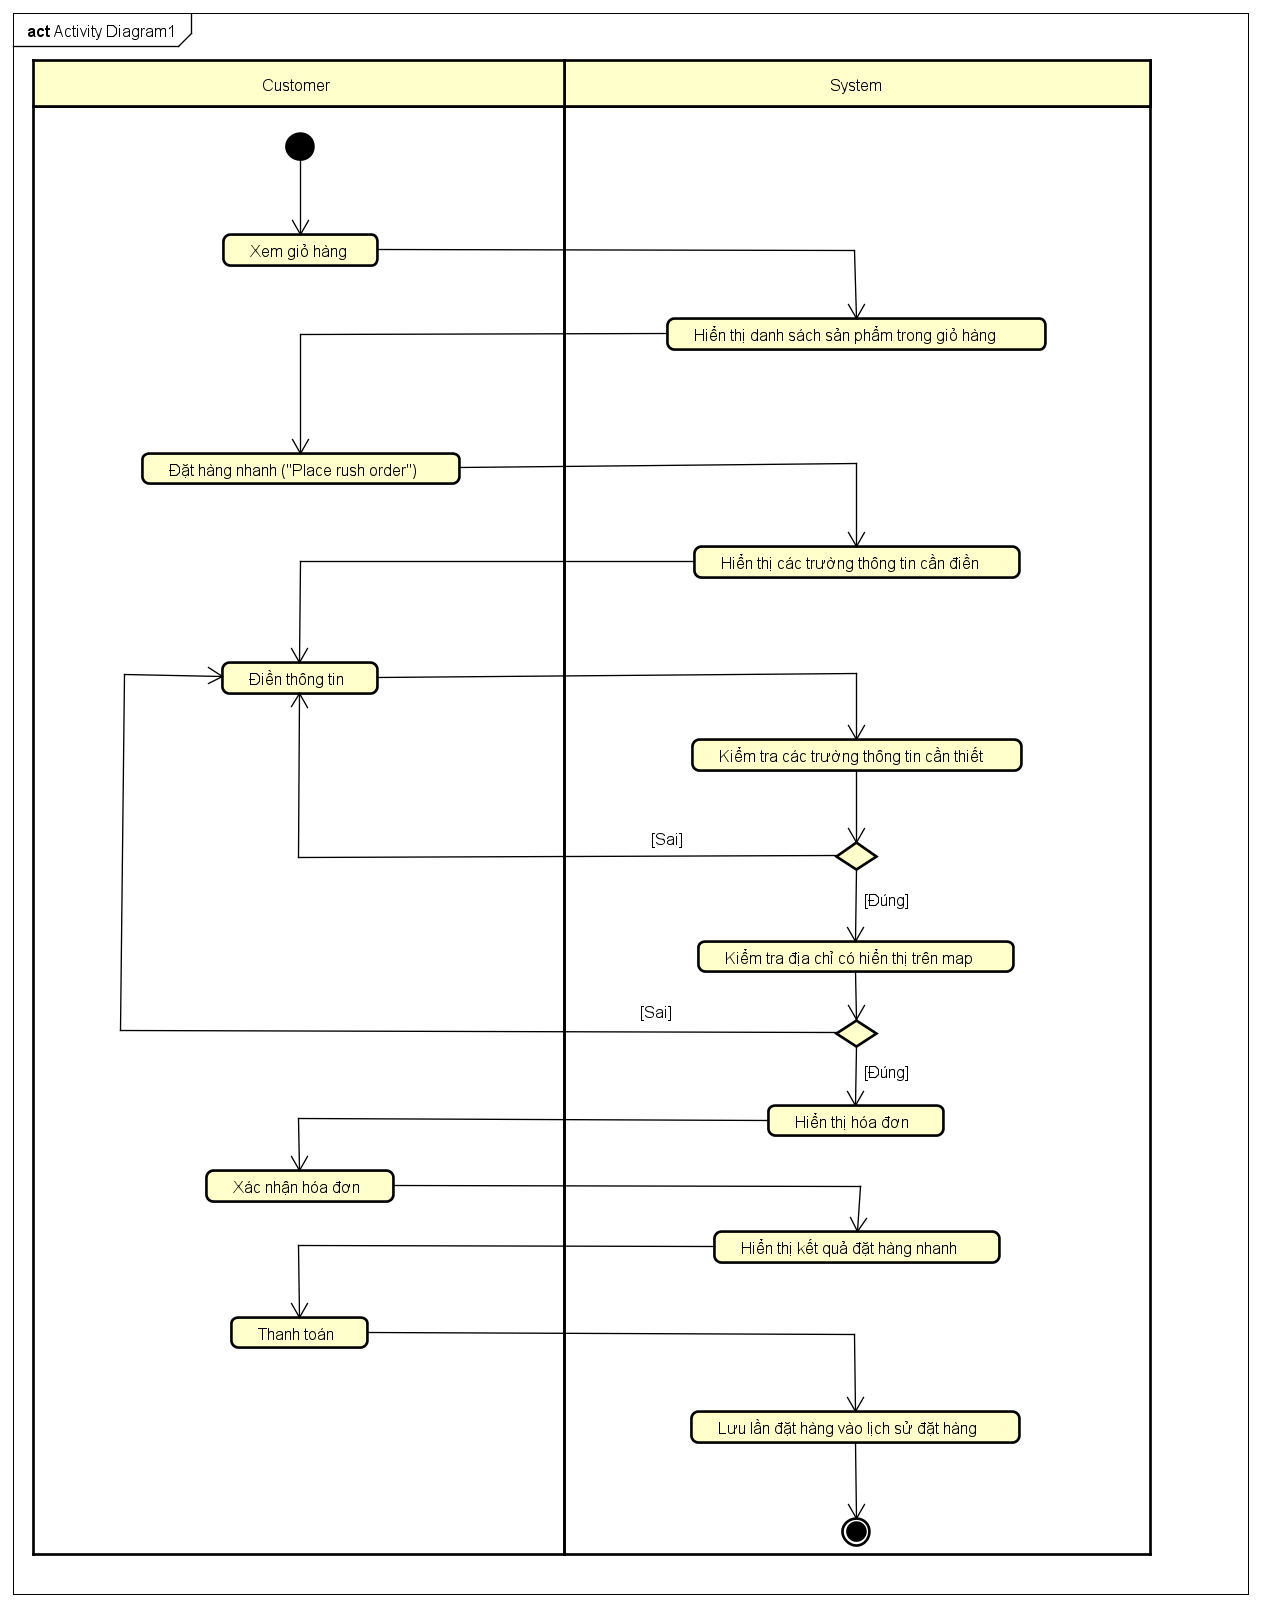 act Activity Diagram1
Customer
System
Xem giỏ hàng
Hiển thị danh sách sản phẩm trong giỏ hàng
Đặt hàng nhanh ("Place rush order")
Hiển thị các trường thông tin cần điền
Điền thông tin
Kiểm tra các trường thông tin cần thiết
[Sai]
[Đúng]
Kiểm tra địa chỉ có hiển thị trên map
[Sai]
[Đúng]
Hiển thị hóa đơn
Xác nhận hóa đơn
Hiển thị kết quả đặt hàng nhanh
Thanh toán
Lưu lần đặt hàng vào lịch sử đặt hàng